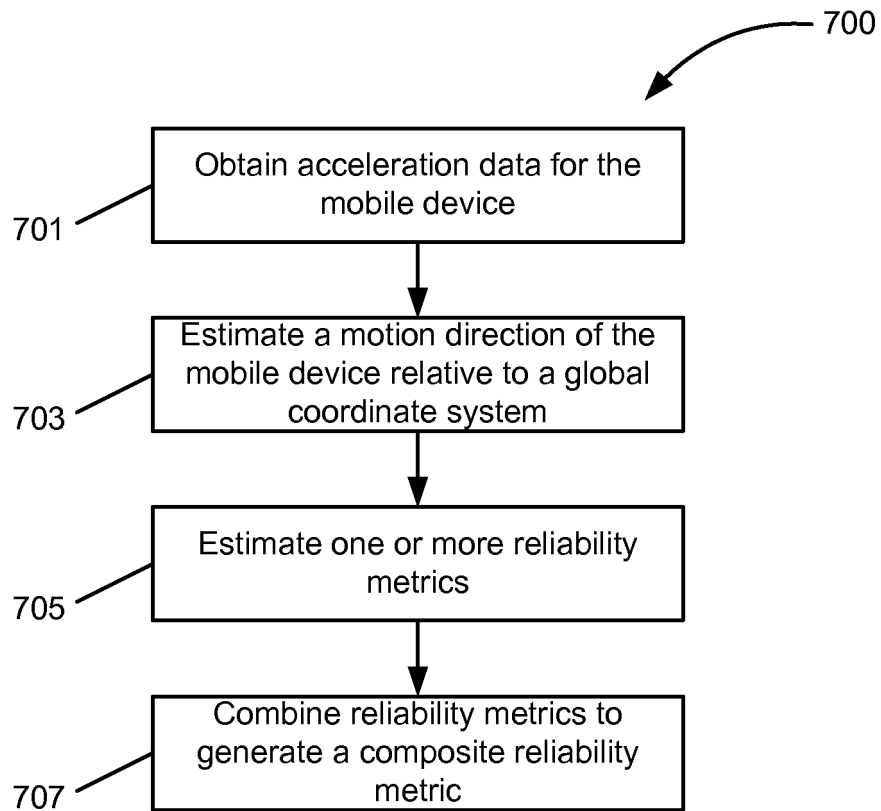 700
Obtain acceleration data for the
mobile device
701
Estimate a motion direction of the
mobile device relative to a global
coordinate system
703
Estimate one or more reliability
metrics
705
Combine reliability metrics to
generate a composite reliability
metric
707